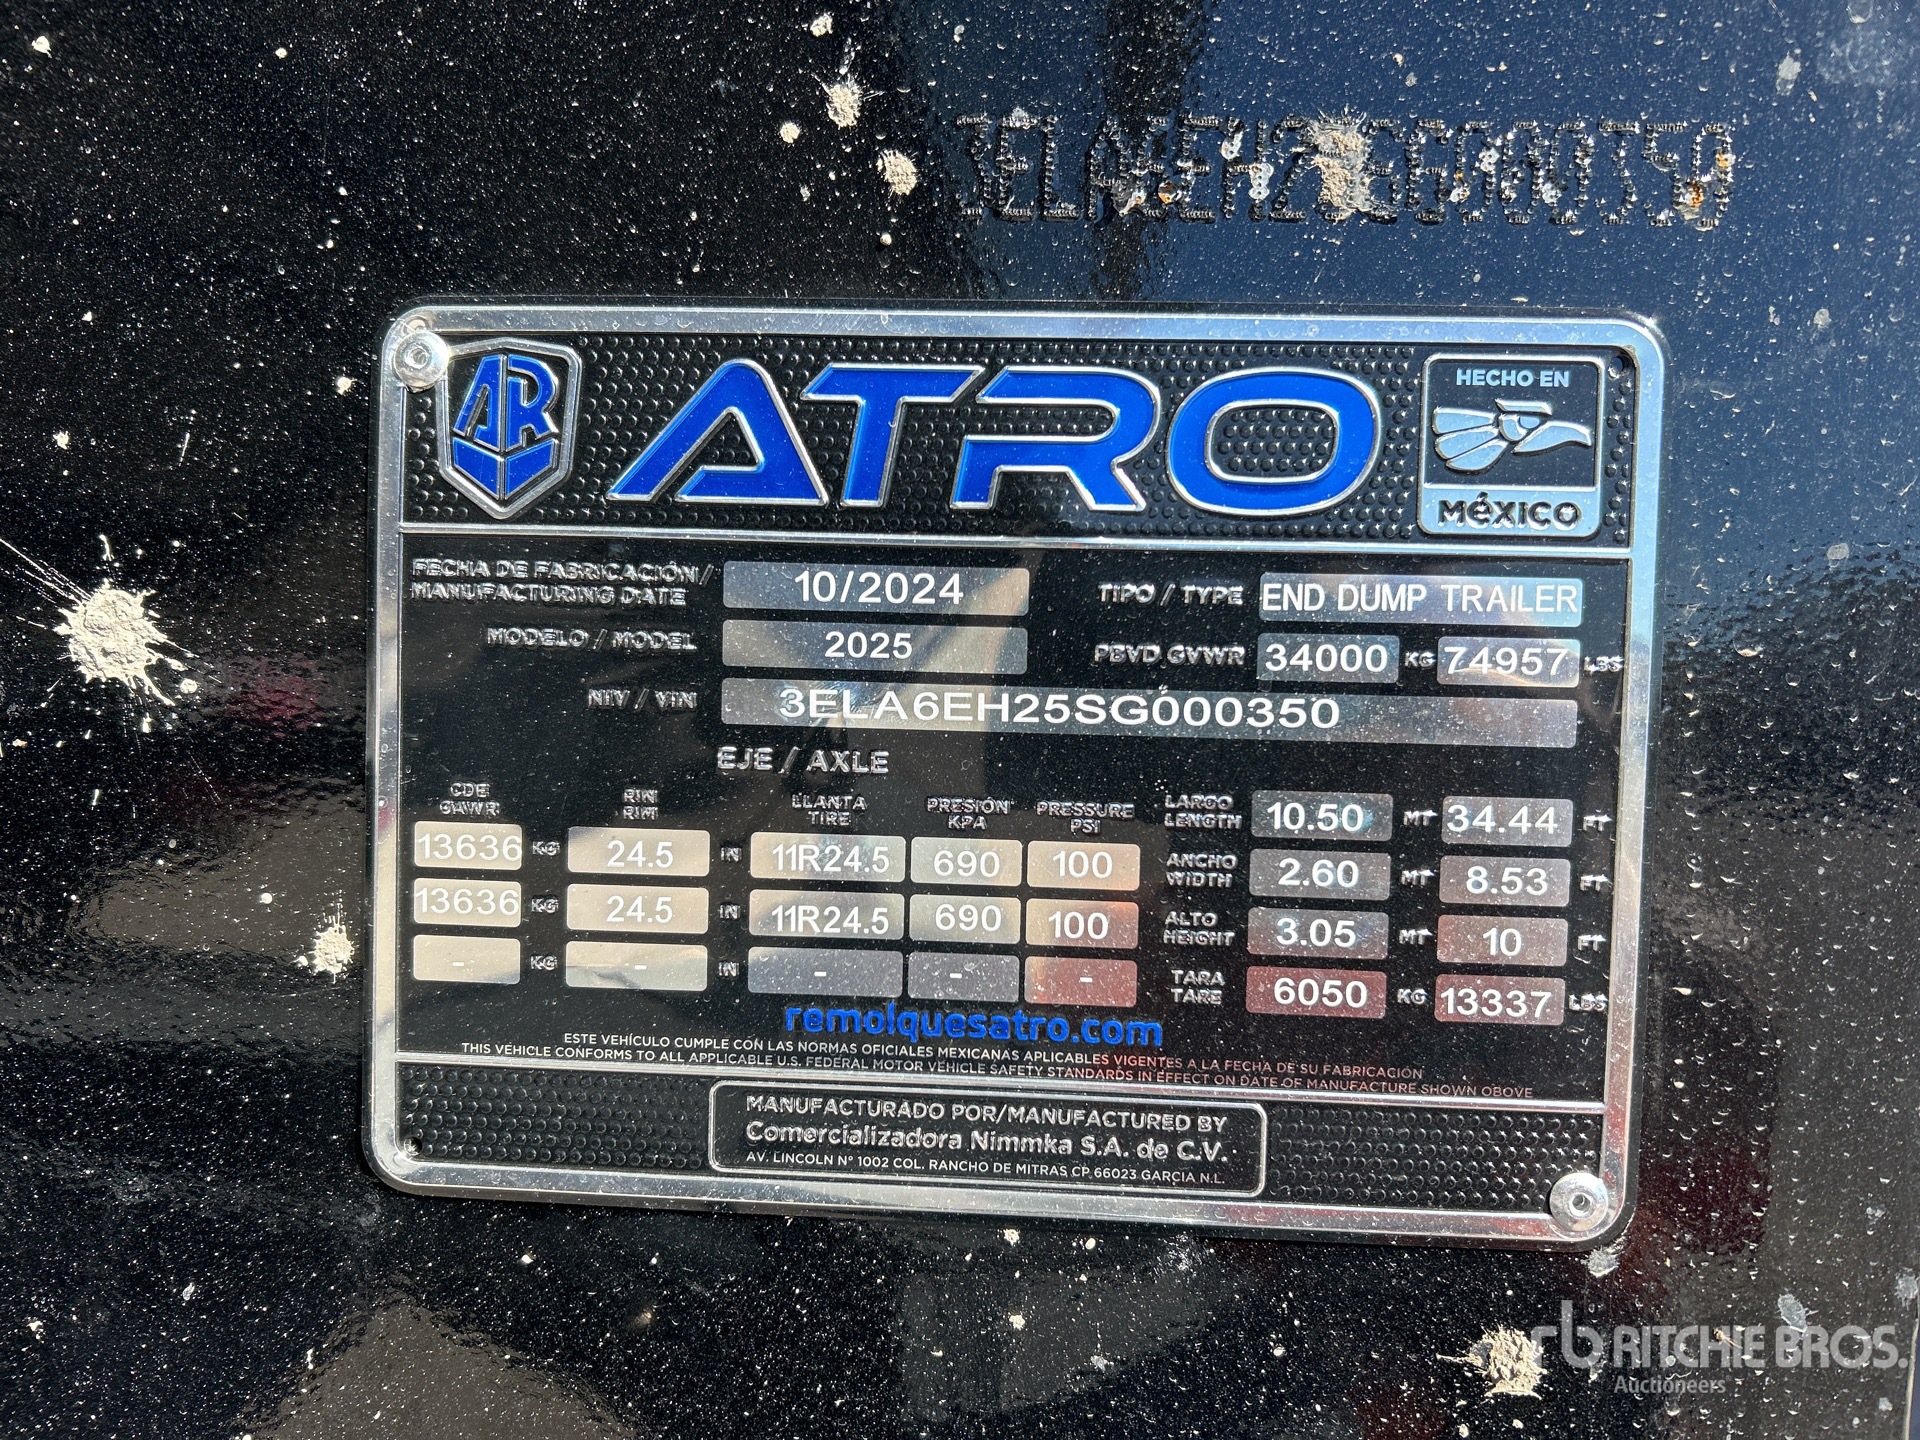 3ELA6EH25SG000350
AR
ATRO
HECHO EN
MéXICO
FECHA DE FABRICACIÓN/
MANUFACTURING DATE
10/2024
TIPO / TYPE
END DUMP TRAILER
MODELO / MODEL
2025
PBVD GVWR
34000 KG
74957 LBS
NIV / VIN
3ELA6EH25SG000350
EJE / AXLE
CDE
GAWR
RIN
RIM
LLANTA
TIRE
PRESIÓN
KPA
PRESSURE
PSI
LARGO
LENGTH
10.50 MT
34.44 FT
13636 KG
24.5 IN
11R24.5
690
100
ANCHO
WIDTH
2.60 MT
8.53 FT
13636 KG
24.5 IN
11R24.5
690
100
ALTO
HEIGHT
3.05 MT
10 FT
- KG
- IN
-
-
-
TARA
TARE
6050 KG
13337 LBS
remolquesatro.com
ESTE VEHÍCULO CUMPLE CON LAS NORMAS OFICIALES MEXICANAS APLICABLES VIGENTES A LA FECHA DE SU FABRICACIÓN
THIS VEHICLE CONFORMS TO ALL APPLICABLE U.S. FEDERAL MOTOR VEHICLE SAFETY STANDARDS IN EFFECT ON DATE OF MANUFACTURE SHOWN OBOVE
MANUFACTURADO POR/MANUFACTURED BY
Comercializadora Nimmka S.A. de C.V.
AV. LINCOLN N° 1002 COL. RANCHO DE MITRAS CP. 66023 GARCIA N.L.
rb RITCHIE BROS.
Auctioneers